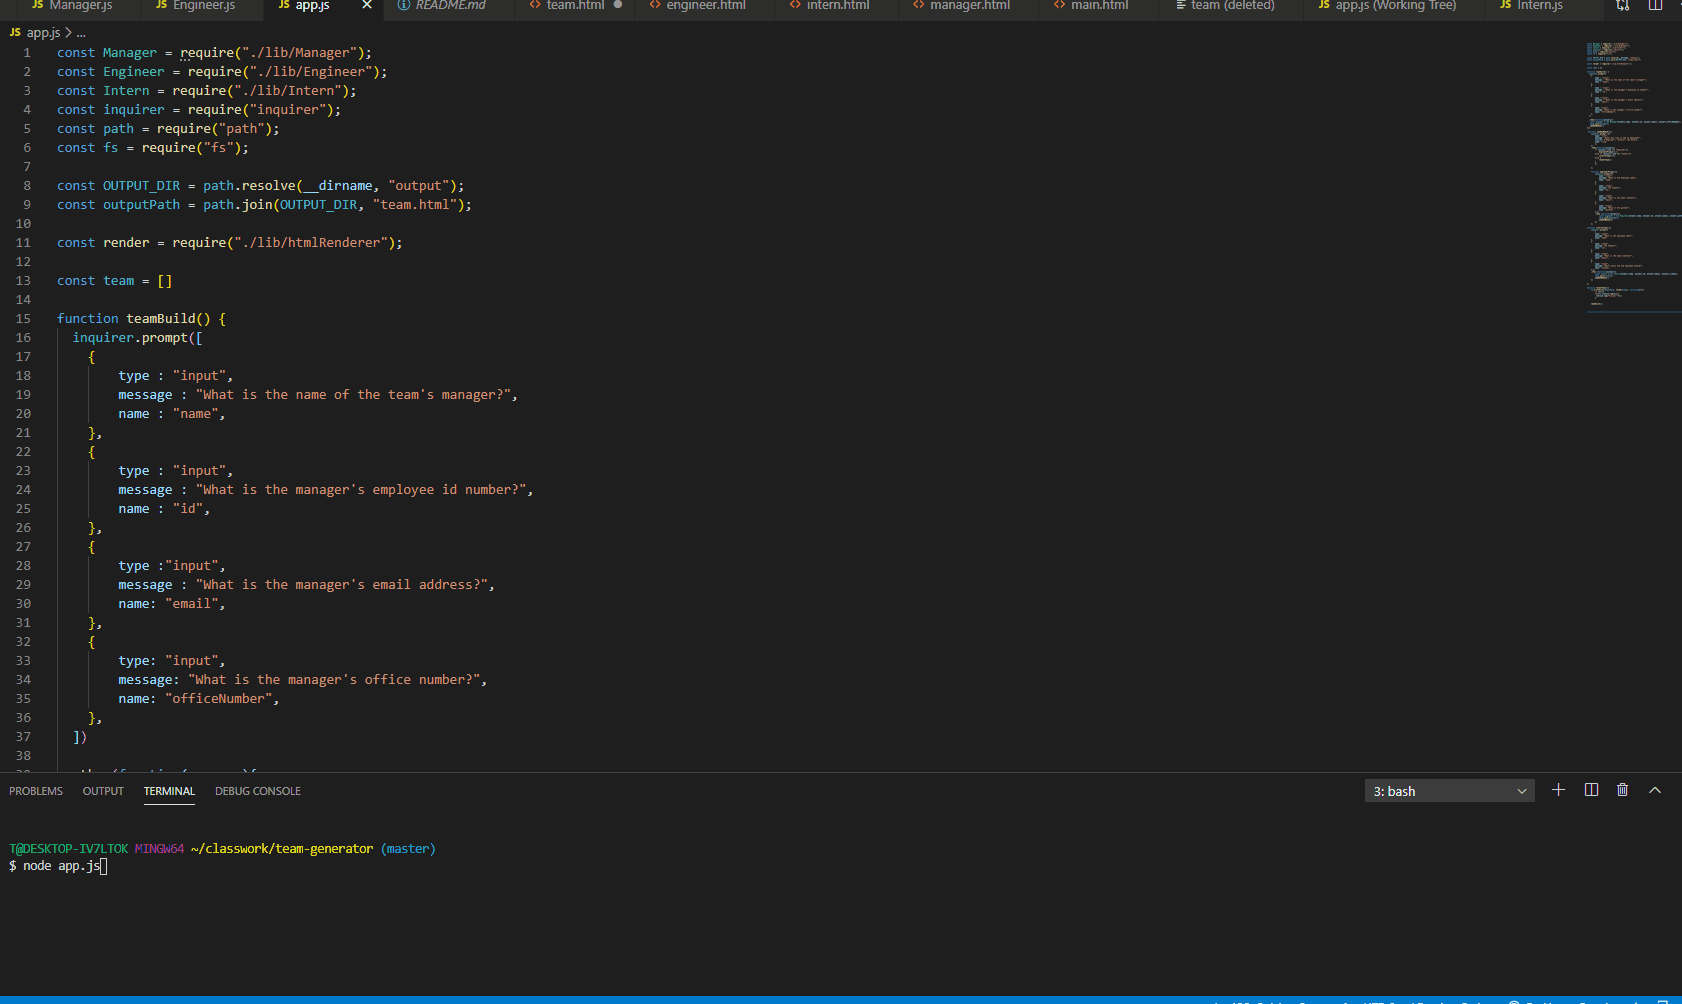 JS Manager.js JS Engineer.js JS app.js README.md team.html engineer.html intern.html manager.html main.html team (deleted) JS app.js (Working Tree) JS Intern.js
JS app.js > ...
1 const Manager = require("./lib/Manager");
2 const Engineer = require("./lib/Engineer");
3 const Intern = require("./lib/Intern");
4 const inquirer = require("inquirer");
5 const path = require("path");
6 const fs = require("fs");
7
8 const OUTPUT_DIR = path.resolve(__dirname, "output");
9 const outputPath = path.join(OUTPUT_DIR, "team.html");
10
11 const render = require("./lib/htmlRenderer");
12
13 const team = []
14
15 function teamBuild() {
16 inquirer.prompt([
17 {
18 type : "input",
19 message : "What is the name of the team's manager?",
20 name : "name",
21 },
22 {
23 type : "input",
24 message : "What is the manager's employee id number?",
25 name : "id",
26 },
27 {
28 type :"input",
29 message : "What is the manager's email address?",
30 name: "email",
31 },
32 {
33 type: "input",
34 message: "What is the manager's office number?",
35 name: "officeNumber",
36 },
37 ])
38
PROBLEMS OUTPUT TERMINAL DEBUG CONSOLE 3: bash
T@DESKTOP-IV7LTOK MINGW64 ~/classwork/team-generator (master)
$ node app.js